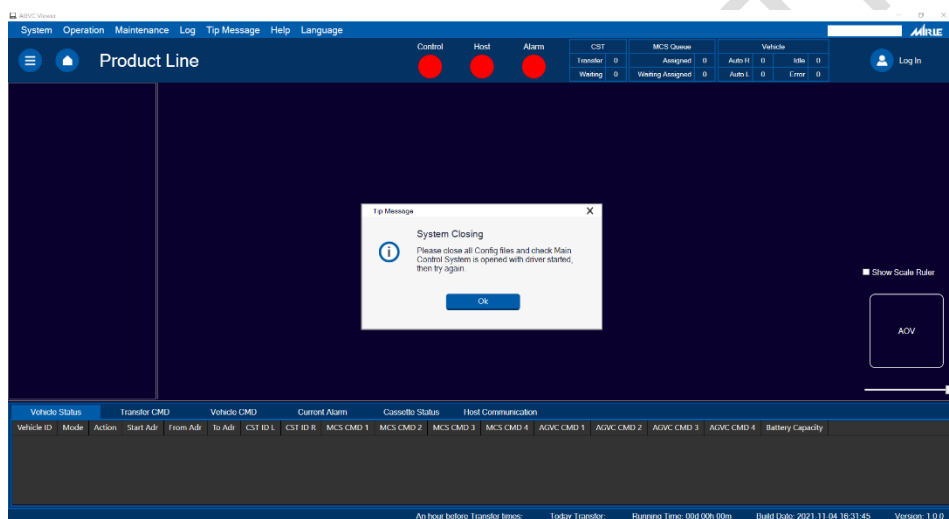 ABVC Viewer
System Operation Maintenance Log Tip Message Help Language
MiRLE
Product Line
Control Host Alarm
CST MCS Queue Vehicle
Transfer 0 Assigned 0 Auto R 0 Idle 0
Waiting 0 Waiting Assigned 0 Auto L 0 Error 0
Log In
Tip Message X
System Closing
Please close all Config files and check Main
Control System is opened with driver started,
then try again.
Ok
Show Scale Ruler
AOV
Vehicle Status Transfer CMD Vehicle CMD Current Alarm Cassette Status Host Communication
Vehicle ID Mode Action Start Adr From Adr To Adr CST ID L CST ID R MCS CMD 1 MCS CMD 2 MCS CMD 3 MCS CMD 4 AGVC CMD 1 AGVC CMD 2 AGVC CMD 3 AGVC CMD 4 Battery Capacity
An hour before Transfer times: Today Transfer: Running Time: 00d 00h 00m Build Date: 2021-11-04 16:31:45 Version: 1.0.0